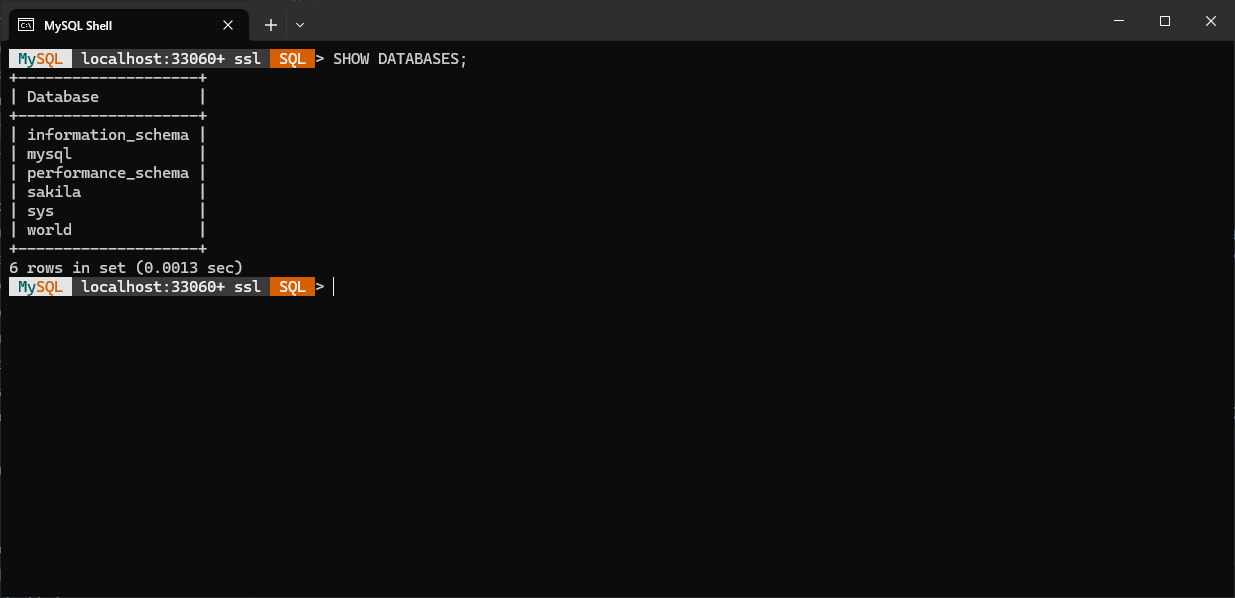 MySQL Shell
MySQL localhost:33060+ ssl SQL > SHOW DATABASES;
+--------------------+
| Database           |
+--------------------+
| information_schema |
| mysql              |
| performance_schema |
| sakila             |
| sys                |
| world              |
+--------------------+
6 rows in set (0.0013 sec)
MySQL localhost:33060+ ssl SQL >